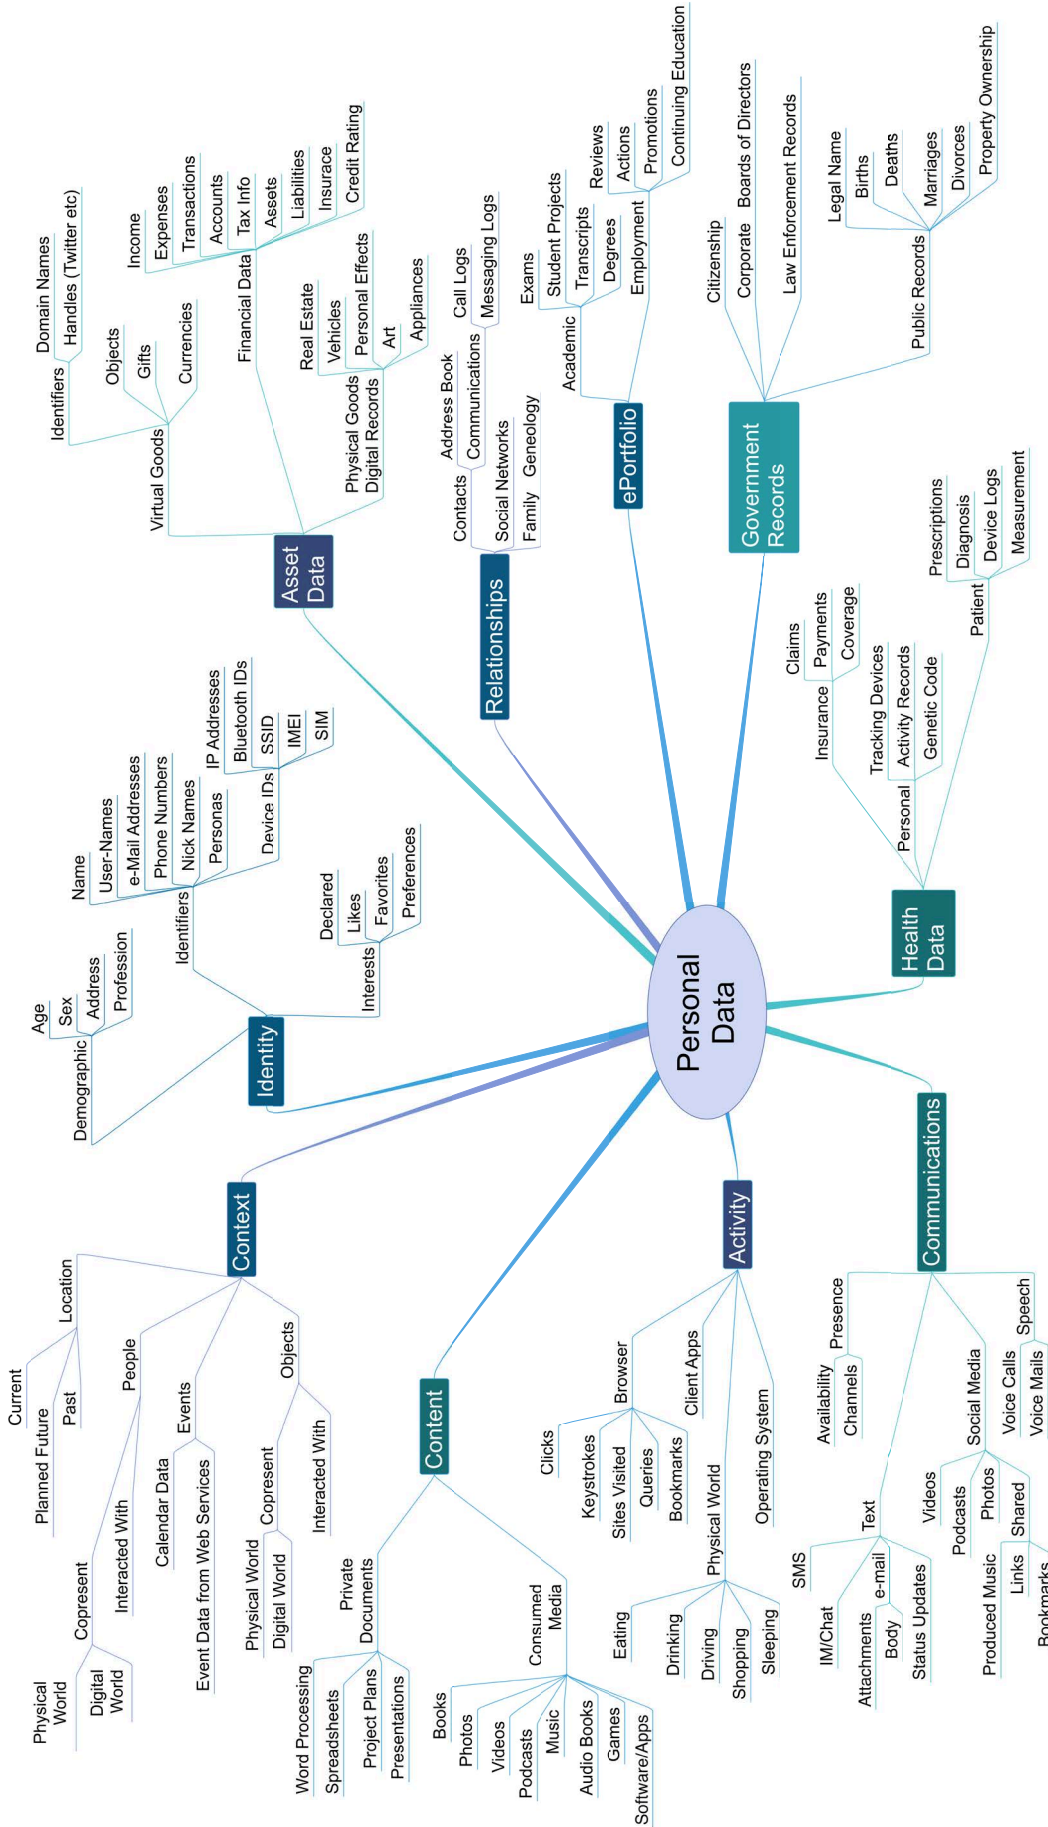 Personal
Data
Identity
Demographic
Age
Sex
Address
Profession
Identifiers
Name
User-Names
e-Mail Addresses
Phone Numbers
Nick Names
Personas
Device IDs
IP Addresses
Bluetooth IDs
SSID
IMEI
SIM
Interests
Declared
Likes
Favorites
Preferences
Asset
Data
Virtual Goods
Identifiers
Domain Names
Handles (Twitter etc)
Objects
Gifts
Currencies
Financial Data
Income
Expenses
Transactions
Accounts
Tax Info
Assets
Liabilities
Insurace
Credit Rating
Physical Goods
Digital Records
Real Estate
Vehicles
Personal Effects
Art
Appliances
Relationships
Contacts
Address Book
Communications
Call Logs
Messaging Logs
Social Networks
Family Geneology
ePortfolio
Academic
Exams
Student Projects
Transcripts
Degrees
Employment
Reviews
Actions
Promotions
Continuing Education
Government
Records
Citizenship
Corporate Boards of Directors
Law Enforcement Records
Public Records
Legal Name
Births
Deaths
Marriages
Divorces
Property Ownership
Health
Data
Insurance
Claims
Payments
Coverage
Personal
Tracking Devices
Activity Records
Genetic Code
Patient
Prescriptions
Diagnosis
Device Logs
Measurement
Context
Location
Current
Planned Future
Past
People
Copresent
Physical
World
Digital
World
Interacted With
Events
Calendar Data
Event Data from Web Services
Objects
Copresent
Physical World
Digital World
Interacted With
Content
Private
Documents
Word Processing
Spreadsheets
Project Plans
Presentations
Consumed
Media
Books
Photos
Videos
Podcasts
Music
Audio Books
Games
Software/Apps
Activity
Browser
Clicks
Keystrokes
Sites Visited
Queries
Bookmarks
Client Apps
Physical World
Eating
Drinking
Driving
Shopping
Sleeping
Operating System
Communications
Presence
Availability
Channels
Text
SMS
IM/Chat
e-mail
Attachments
Body
Status Updates
Social Media
Videos
Podcasts
Photos
Shared
Produced Music
Links
Bookmarks
Speech
Voice Calls
Voice Mails